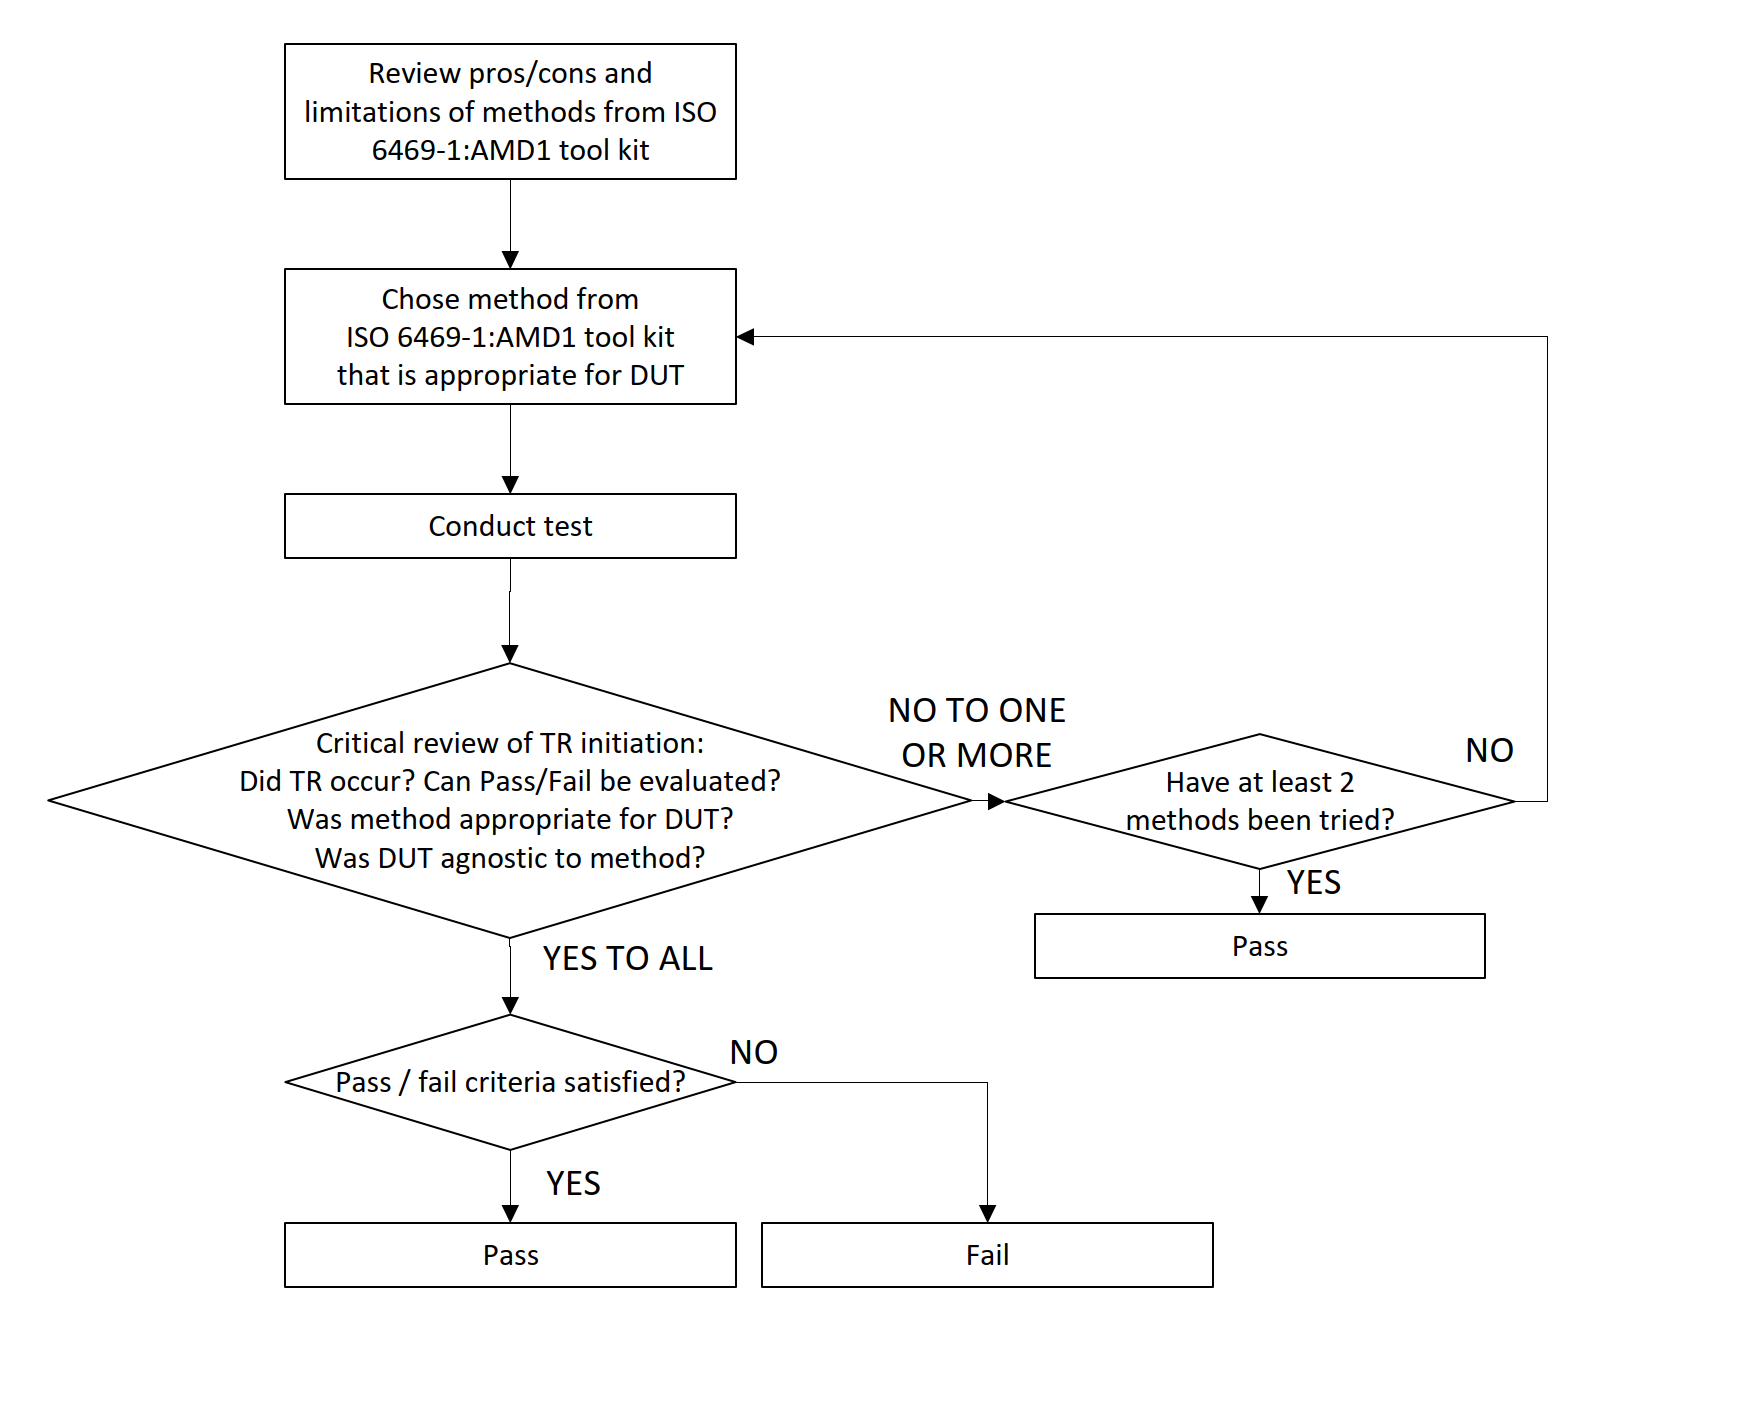 Review pros/cons and
limitations of methods from ISO
6469-1:AMD1 tool kit
Chose method from
ISO 6469-1:AMD1 tool kit
that is appropriate for DUT
Conduct test
Critical review of TR initiation:
Did TR occur? Can Pass/Fail be evaluated?
Was method appropriate for DUT?
Was DUT agnostic to method?
NO TO ONE
OR MORE
Have at least 2
methods been tried?
NO
YES
Pass
YES TO ALL
Pass / fail criteria satisfied?
NO
YES
Pass
Fail